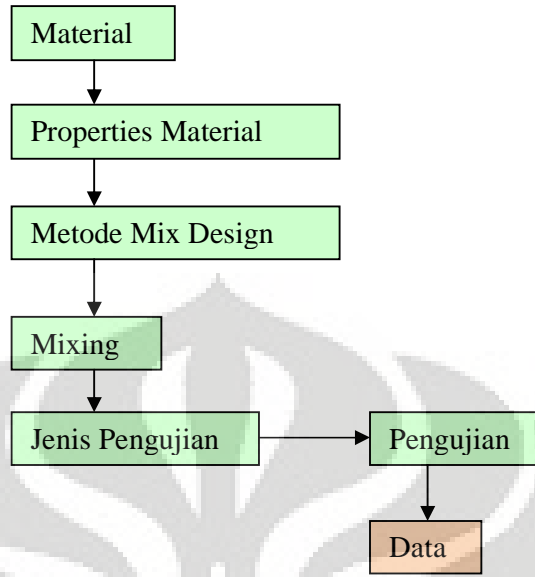 Material
Properties Material
Metode Mix Design
Mixing
Jenis Pengujian
Pengujian
Data